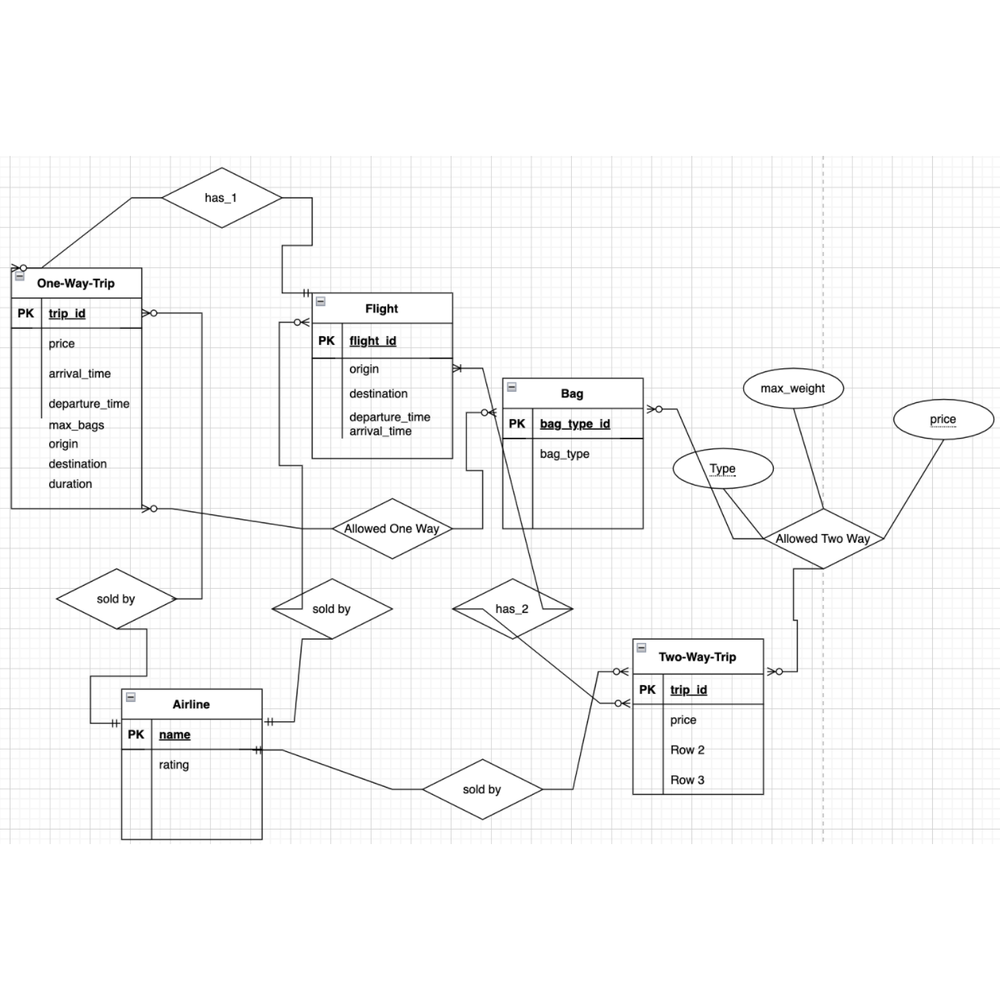 has_1
One-Way-Trip
PK trip_id
price
arrival_time
departure_time
max_bags
origin
destination
duration
Flight
PK flight_id
origin
destination
departure_time
arrival_time
Bag
PK bag_type_id
bag_type
max_weight
price
Type
Allowed One Way
Allowed Two Way
sold by
sold by
has_2
Two-Way-Trip
PK trip_id
price
Row 2
Row 3
Airline
PK name
rating
sold by